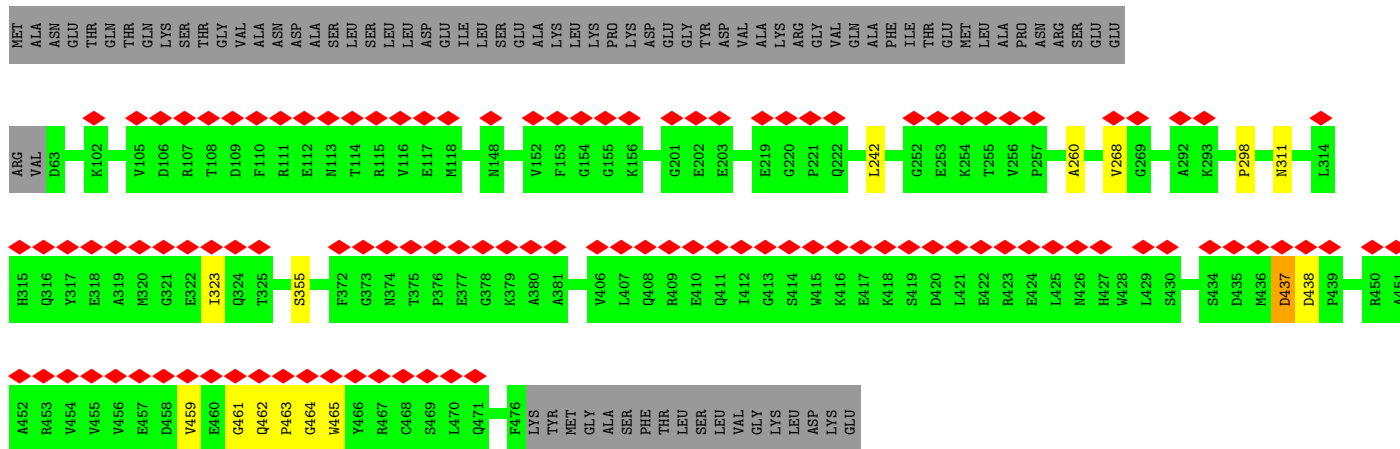 MET ALA ASN GLU THR GLN THR GLN LYS SER THR GLY VAL ALA ASN ASP ALA SER LEU SER LEU LEU ASP GLU ILE LEU SER GLU ALA LYS LEU LYS PRO LYS ASP GLU GLY TYR ASP VAL ALA LYS ARG GLY VAL GLN ALA PHE ILE THR GLU MET LEU ALA PRO ASN ARG SER GLU GLU
ARG VAL D63 K102 V105 D106 R107 T108 D109 F110 R111 E112 N113 T114 R115 V116 E117 M118 N148 V152 F153 G154 G155 K156 G201 E202 E203 E219 G220 P221 Q222 L242 G252 E253 K254 T255 V256 P257 A260 V268 G269 A292 K293 P298 N311 L314
H315 Q316 Y317 E318 A319 M320 G321 E322 I323 Q324 T325 S355 F372 G373 N374 T375 P376 E377 G378 K379 A380 A381 V406 L407 Q408 R409 E410 Q411 I412 G413 S414 W415 K416 E417 K418 S419 D420 L421 E422 R423 E424 L425 N426 H427 W428 L429 S430 S434 D435 M436 D437 D438 P439 R450 A451
A452 R453 V454 V455 V456 E457 D458 V459 E460 G461 Q462 P463 G464 W465 Y466 R467 C468 S469 L470 Q471 F476 LYS TYR MET GLY ALA SER PHE THR LEU SER LEU VAL GLY LYS LEU ASP LYS GLU